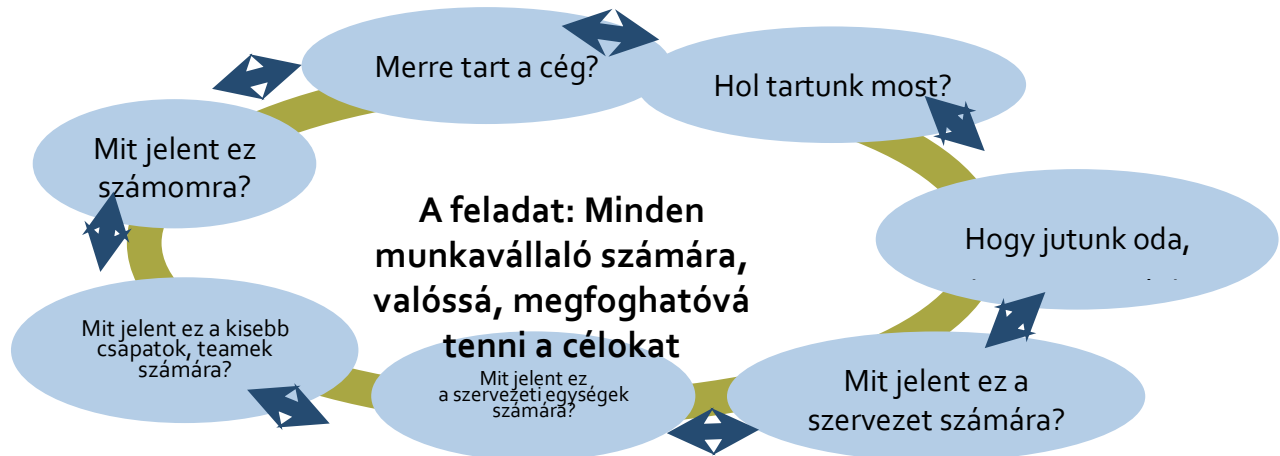 Merre tart a cég?
Hol tartunk most?
Hogy jutunk oda,
Mit jelent ez a
szervezet számára?
Mit jelent ez
a szervezeti egységek
számára?
Mit jelent ez a kisebb
csapatok, teamek
számára?
Mit jelent ez
számomra?
A feladat: Minden
munkavállaló számára,
valóssá, megfoghatóvá
tenni a célokat